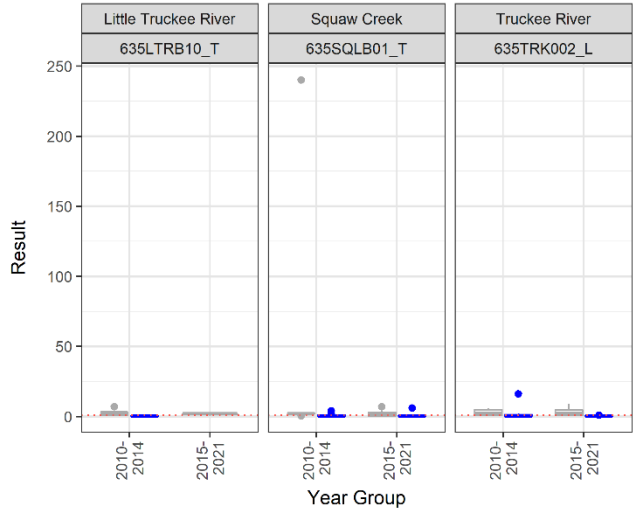 Little Truckee River
Squaw Creek
Truckee River
635LTRB10_T
635SQLB01_T
635TRK002_L
250
200
150
100
50
0
Result
2010-
2014
2015-
2021
2010-
2014
2015-
2021
2010-
2014
2015-
2021
Year Group